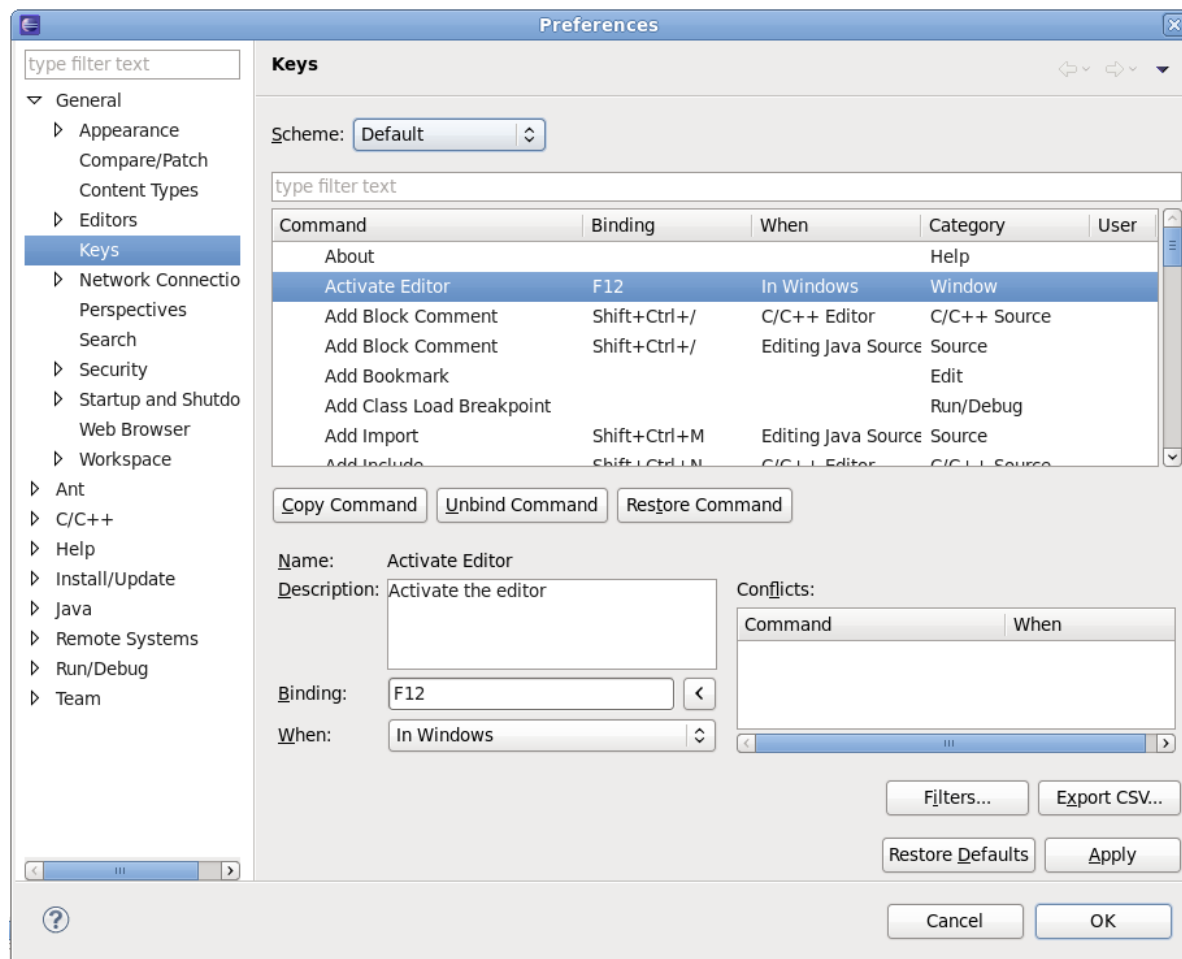 Preferences
type filter text
General
Appearance
Compare/Patch
Content Types
Editors
Keys
Network Connectio
Perspectives
Search
Security
Startup and Shutdo
Web Browser
Workspace
Ant
C/C++
Help
Install/Update
Java
Remote Systems
Run/Debug
Team
Keys
Scheme: Default
type filter text
Command Binding When Category User
About Help
Activate Editor F12 In Windows Window
Add Block Comment Shift+Ctrl+/ C/C++ Editor C/C++ Source
Add Block Comment Shift+Ctrl+/ Editing Java Source Source
Add Bookmark Edit
Add Class Load Breakpoint Run/Debug
Add Import Shift+Ctrl+M Editing Java Source Source
Add Include Shift+Ctrl+N C/C++ Editor C/C++ Source
Copy Command Unbind Command Restore Command
Name: Activate Editor
Description: Activate the editor
Binding: F12 <
When: In Windows
Conflicts:
Command When
Filters... Export CSV...
Restore Defaults Apply
? Cancel OK